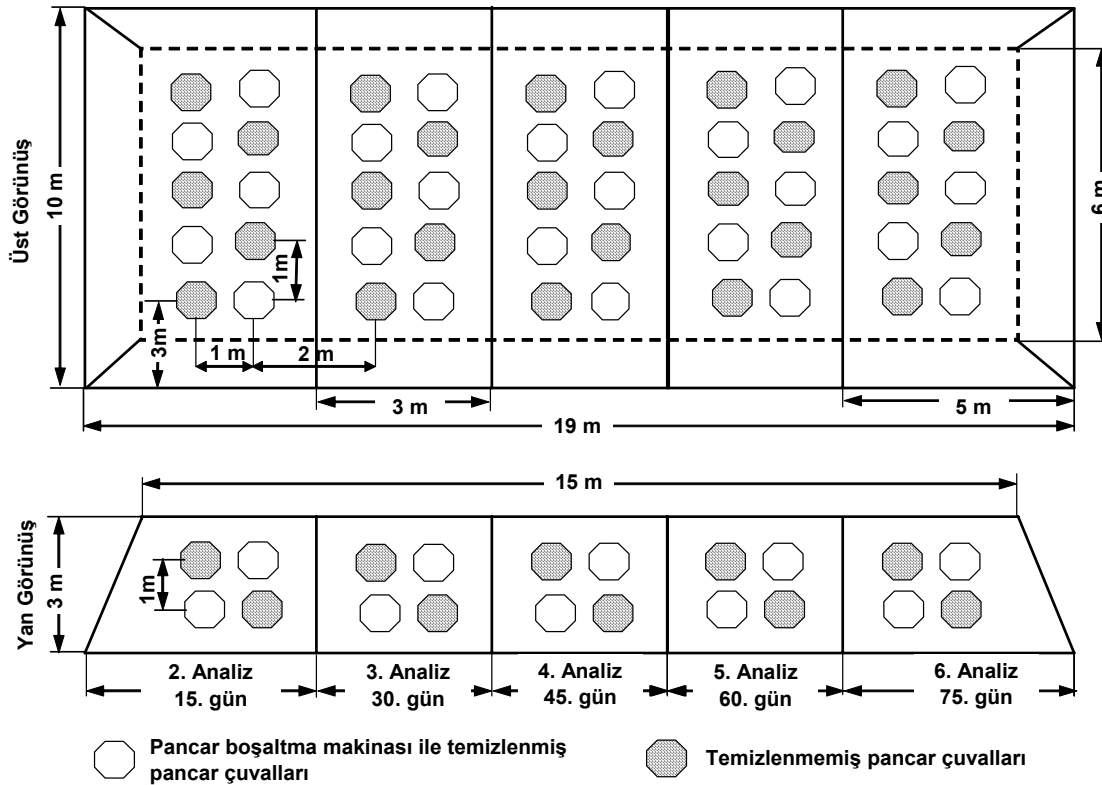 Üst Görünüş
10 m
6 m
1m
3m
1 m
2 m
3 m
5 m
19 m
15 m
Yan Görünüş
3 m
1m
2. Analiz
15. gün
3. Analiz
30. gün
4. Analiz
45. gün
5. Analiz
60. gün
6. Analiz
75. gün
Pancar boşaltma makinası ile temizlenmiş
pancar çuvalları
Temizlenmemiş pancar çuvalları